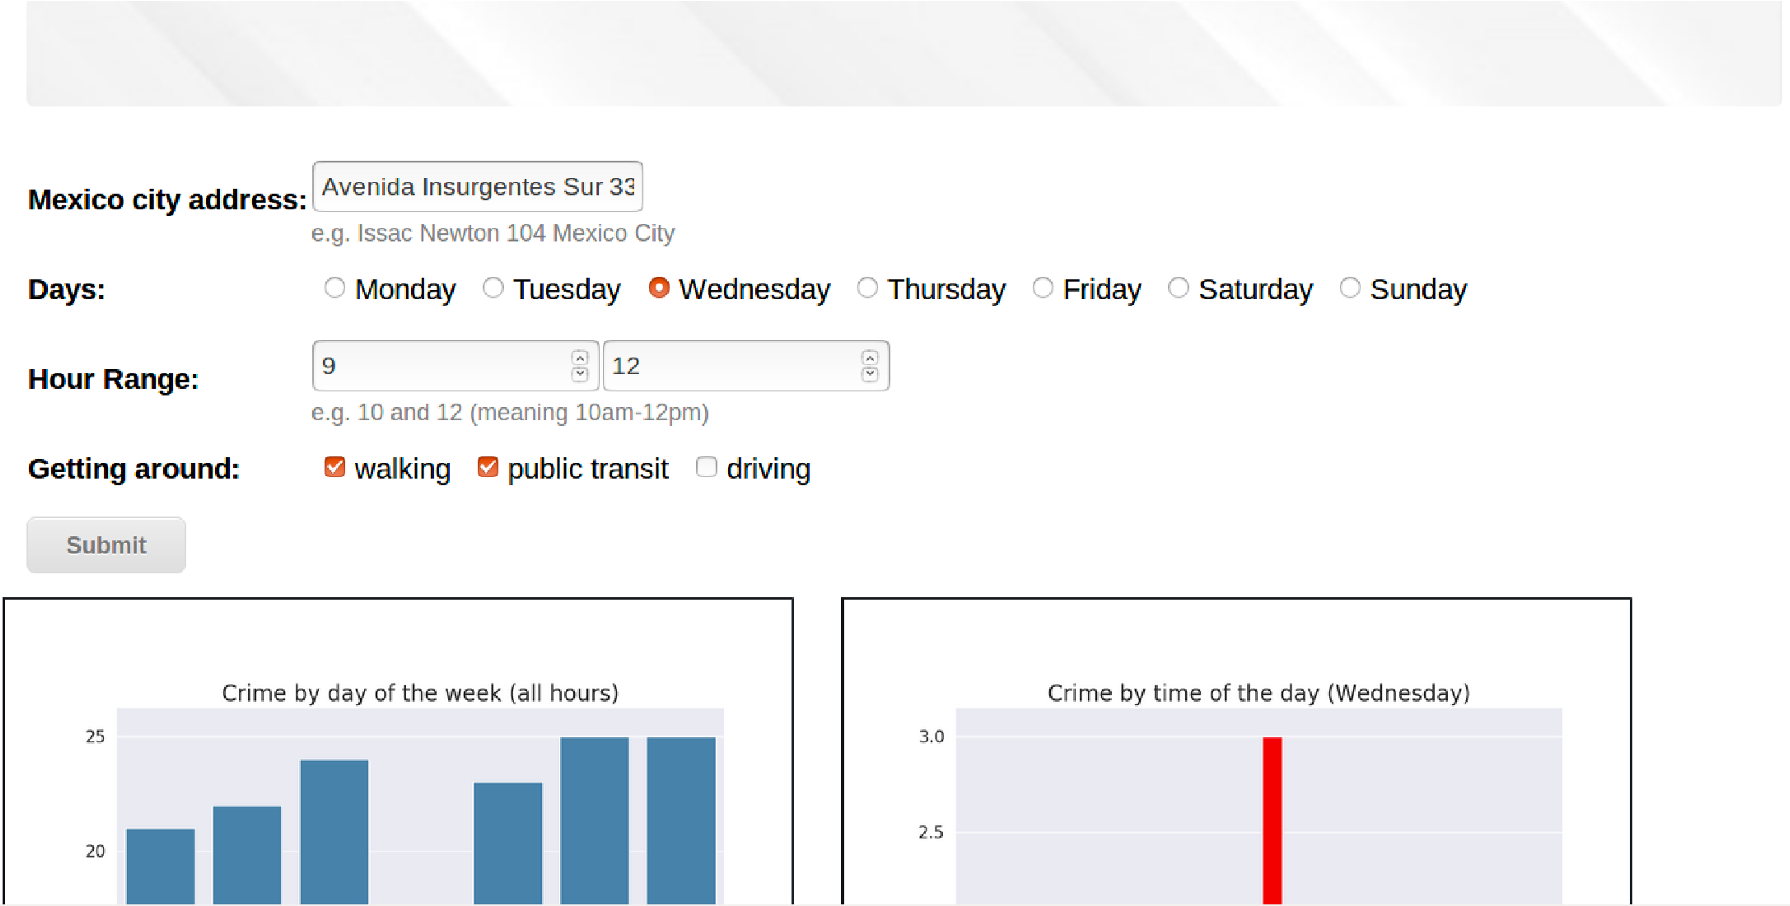 Mexico city address: Avenida Insurgentes Sur 33
e.g. Issac Newton 104 Mexico City
Days: Monday Tuesday Wednesday Thursday Friday Saturday Sunday
Hour Range: 9 12
e.g. 10 and 12 (meaning 10am-12pm)
Getting around: walking public transit driving
Submit
Crime by day of the week (all hours)
25
20
Crime by time of the day (Wednesday)
3.0
2.5